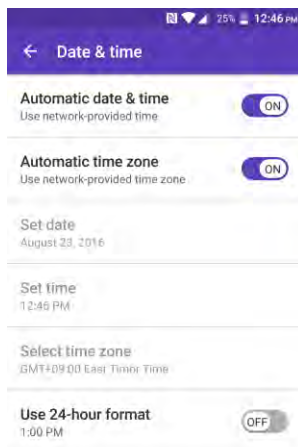 25% 12:46 PM
Date & time
Automatic date & time
ON
Use network-provided time
Automatic time zone
ON
Use network-provided time zone
Set date
August 23, 2016
Set time
12:46 PM
Select time zone
GMT+09:00 East Timor Time
Use 24-hour format
OFF
1:00 PM